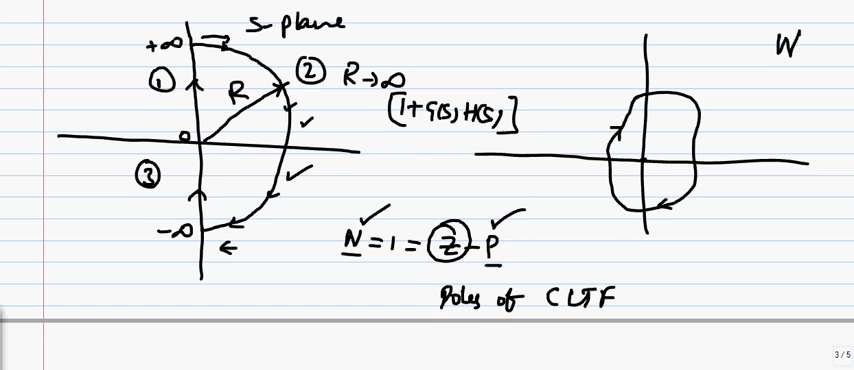 S-plane
+∞
① ② R→∞
R
[1+G(s)H(s)]
0
③
-∞
W
N=1=Z-P
Poles of CLTF
3/5